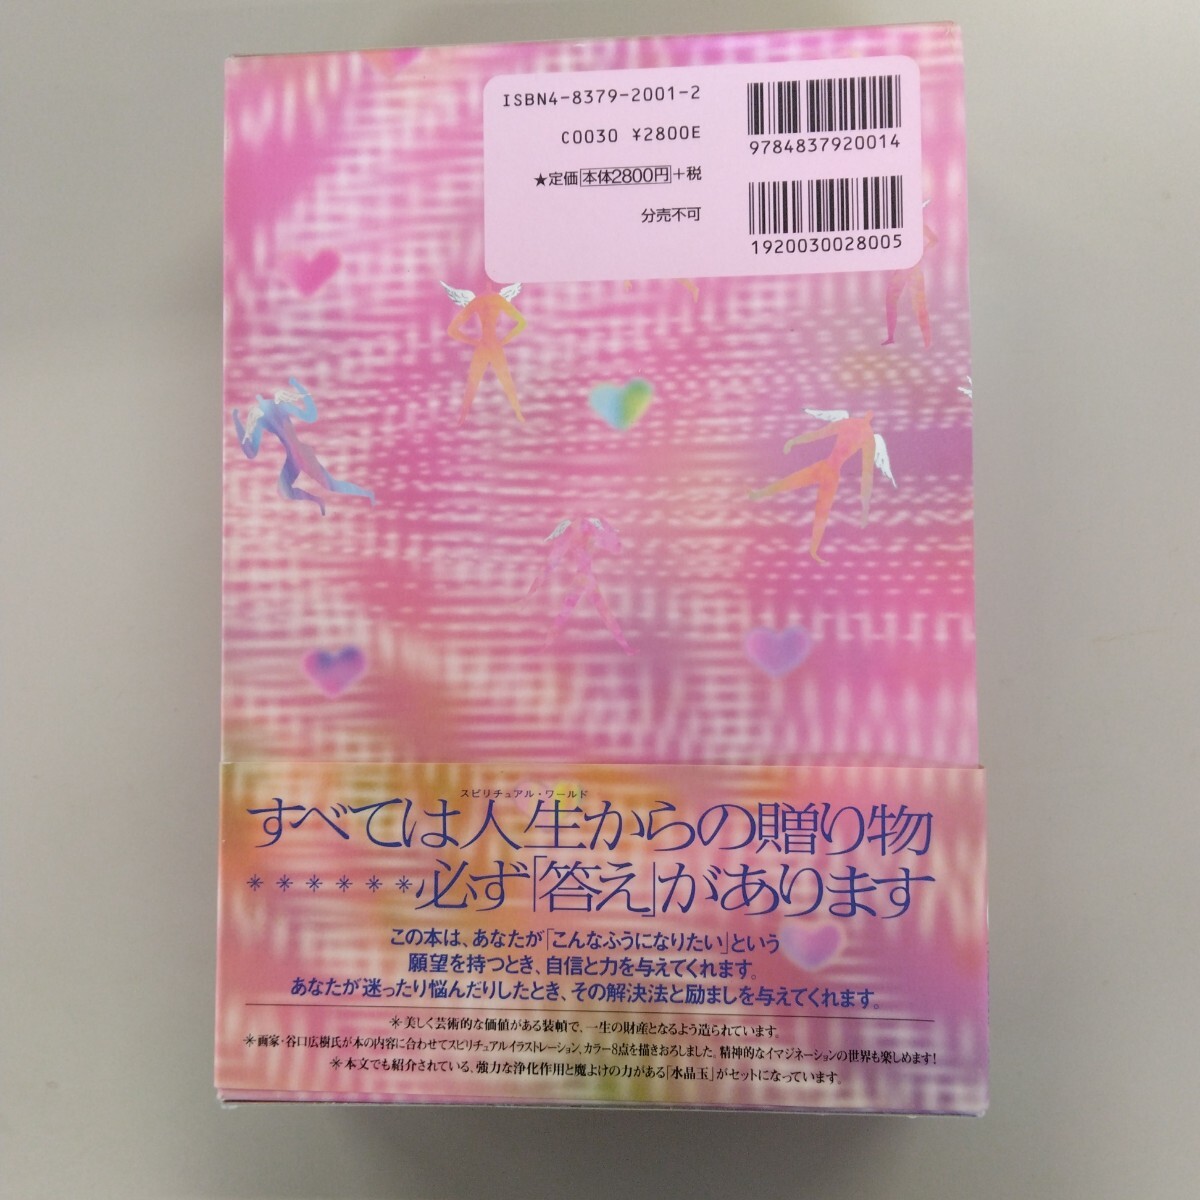 ISBN4-8379-2001-2
C0030 ¥2800E
★定価本体2800円+税
分売不可
9784837920014
1920030028005
スピリチュアル・ワールド
すべては人生からの贈り物
******必ず「答え」があります
この本は、あなたが「こんなふうになりたい」という
願望を持つとき、自信と力を与えてくれます。
あなたが迷ったり悩んだりしたとき、その解決法と励ましを与えてくれます。
*美しく芸術的な価値がある装幀で、一生の財産となるよう造られています。
*画家・谷口広樹氏が本の内容に合わせてスピリチュアルイラストレーション、カラー8点を描きおろしました。精神的なイマジネーションの世界も楽しめます!
*本文でも紹介されている、強力な浄化作用と魔よけの力がある「水晶玉」がセットになっています。